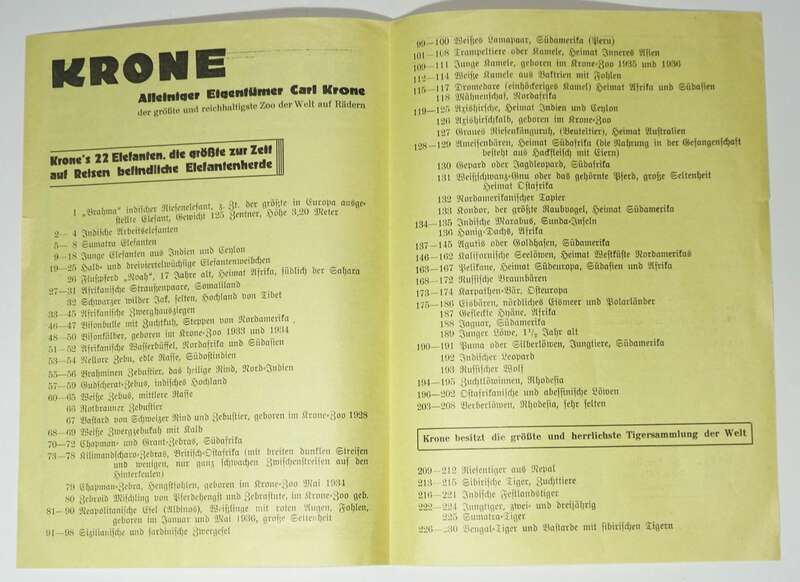 KRONE
Alleiniger Eigentümer Carl Krone
der größte und reichhaltigste Zoo der Welt auf Rädern
Krone's 22 Elefanten, die größte zur Zeit
auf Reisen befindliche Elefantenherde
1 „Brahma" indischer Riesenelefant, z. Zt. der größte in Europa ausge-
stellte Elefant, Gewicht 125 Zentner, Höhe 3,20 Meter
2— 4 Indische Arbeitselefanten
5— 8 Sumatra Elefanten
9—18 Junge Elefanten aus Indien und Ceylon
19—25 Halb- und dreiviertelwüchsige Elefantenweibchen
26 Flußpferd „Noah", 17 Jahre alt, Heimat Afrika, südlich der Sahara
27—31 Afrikanische Straußenpaare, Somaliland
32 Schwarzer wilder Jak, selten, Hochland von Tibet
33—45 Afrikanische Zwerghausziegen
46—47 Bisonbulle mit Zuchtkuh, Steppen von Nordamerika
48—50 Bisonkälber, geboren im Krone-Zoo 1933 und 1934
51—52 Afrikanische Wasserbüffel, Nordafrika und Südasien
53—54 Nellore Zebu, edle Rasse, Südostindien
55—56 Brahminen Zebustier, das heilige Rind, Nord-Indien
57—59 Gudscherat-Zebus, indisches Hochland
60—65 Weiße Zebus, mittlere Rasse
66 Rotbrauner Zebustier
67 Bastard von Schweizer Rind und Zebustier, geboren im Krone-Zoo 1928
68—69 Weiße Zwergzebukuh mit Kalb
70—72 Chapman- und Grant-Zebras, Südafrika
73—78 Kilimandscharo-Zebras, Britisch-Ostafrika (mit breiten dunklen Streifen
und wenigen, nur ganz schwachen Zwischenstreifen auf den
Hinterkeulen)
79 Chapman-Zebra, Hengstfohlen, geboren im Krone-Zoo Mai 1934
80 Zebroid Mischling von Pferdehengst und Zebrastute, im Krone-Zoo geb.
81—90 Neapolitanische Esel (Albinos), Weißlinge mit roten Augen, Fohlen,
geboren im Januar und Mai 1936, große Seltenheit
91—98 Sizilianische und sardinische Zwergesel
99—100 Weißes Lamapaar, Südamerika (Peru)
101—108 Trampeltiere oder Kamele, Heimat Inneres Asien
109—111 Junge Kamele, geboren im Krone-Zoo 1935 und 1936
112—114 Weiße Kamele aus Baktrien mit Fohlen
115—117 Dromedare (einhöckeriges Kamel) Heimat Afrika und Südasien
118 Mähnenschaf, Nordafrika
119—125 Axishirsche, Heimat Indien und Ceylon
126 Axishirschkalb, geboren im Krone-Zoo
127 Graues Riesenkänguruh, (Beuteltier), Heimat Australien
128—129 Ameisenbären, Heimat Südafrika (die Nahrung in der Gefangenschaft
besteht aus Hackfleisch mit Eiern)
130 Gepard oder Jagdleopard, Südafrika
131 Weißschwanz-Gnu oder das gehörnte Pferd, große Seltenheit
Heimat Ostafrika
132 Nordamerikanischer Tapier
133 Kondor, der größte Raubvogel, Heimat Südamerika
134—135 Indische Marabus, Sunda-Inseln
136 Honig-Dachs, Afrika
137—145 Agutis oder Goldhasen, Südamerika
146—162 Kalifornische Seelöwen, Heimat Westküste Nordamerikas
163—167 Pelikane, Heimat Südeuropa, Südasien und Afrika
168—172 Russische Braunbären
173—174 Karpathen-Bär, Osteuropa
175—186 Eisbären, nördliches Eismeer und Polarländer
187 Gefleckte Hyäne, Afrika
188 Jaguar, Südamerika
189 Junger Löwe, 1½ Jahr alt
190—191 Puma oder Silberlöwen, Jungtiere, Südamerika
192 Indischer Leopard
193 Russischer Wolf
194—195 Zuchtlöwinnen, Rhodesia
196—202 Ostafrikanische und abessinische Löwen
203—208 Berberlöwen, Rhodesia, sehr selten
Krone besitzt die größte und herrlichste Tigersammlung der Welt
209—212 Riesentiger aus Nepal
213—215 Sibirische Tiger, Zuchttiere
216—221 Indische Festlandstiger
222—224 Jungtiger, zwei- und dreijährig
225 Sumatra-Tiger
226—230 Bengal-Tiger und Bastarde mit sibirischen Tigern